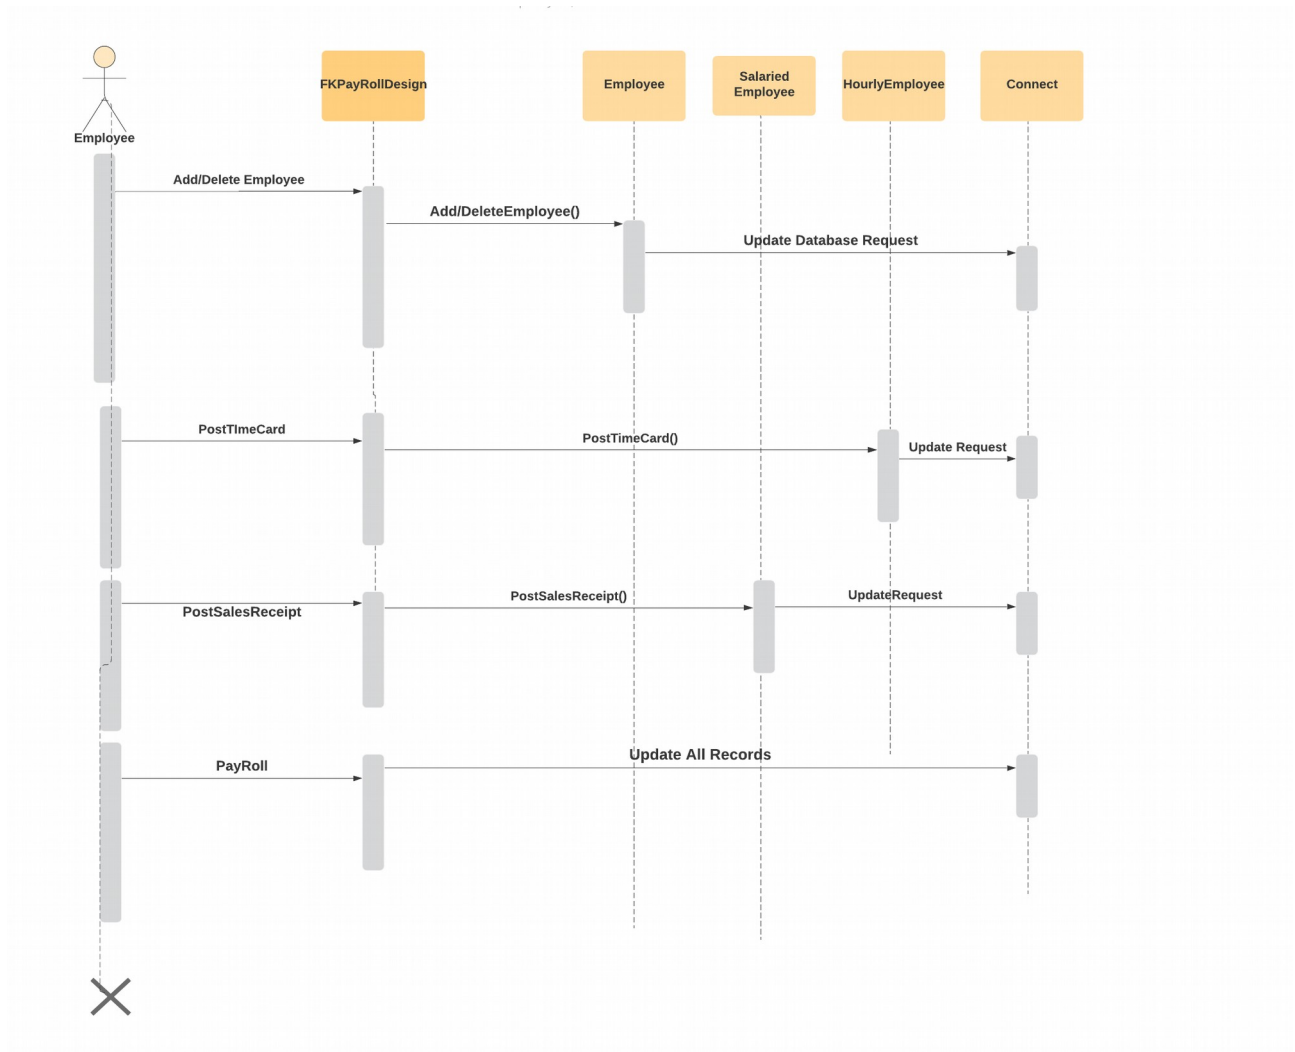 FKPayRollDesign
Employee
Salaried
Employee
HourlyEmployee
Connect
Employee
Add/Delete Employee
Add/DeleteEmployee()
Update Database Request
PostTImeCard
PostTimeCard()
Update Request
PostSalesReceipt
PostSalesReceipt()
UpdateRequest
PayRoll
Update All Records